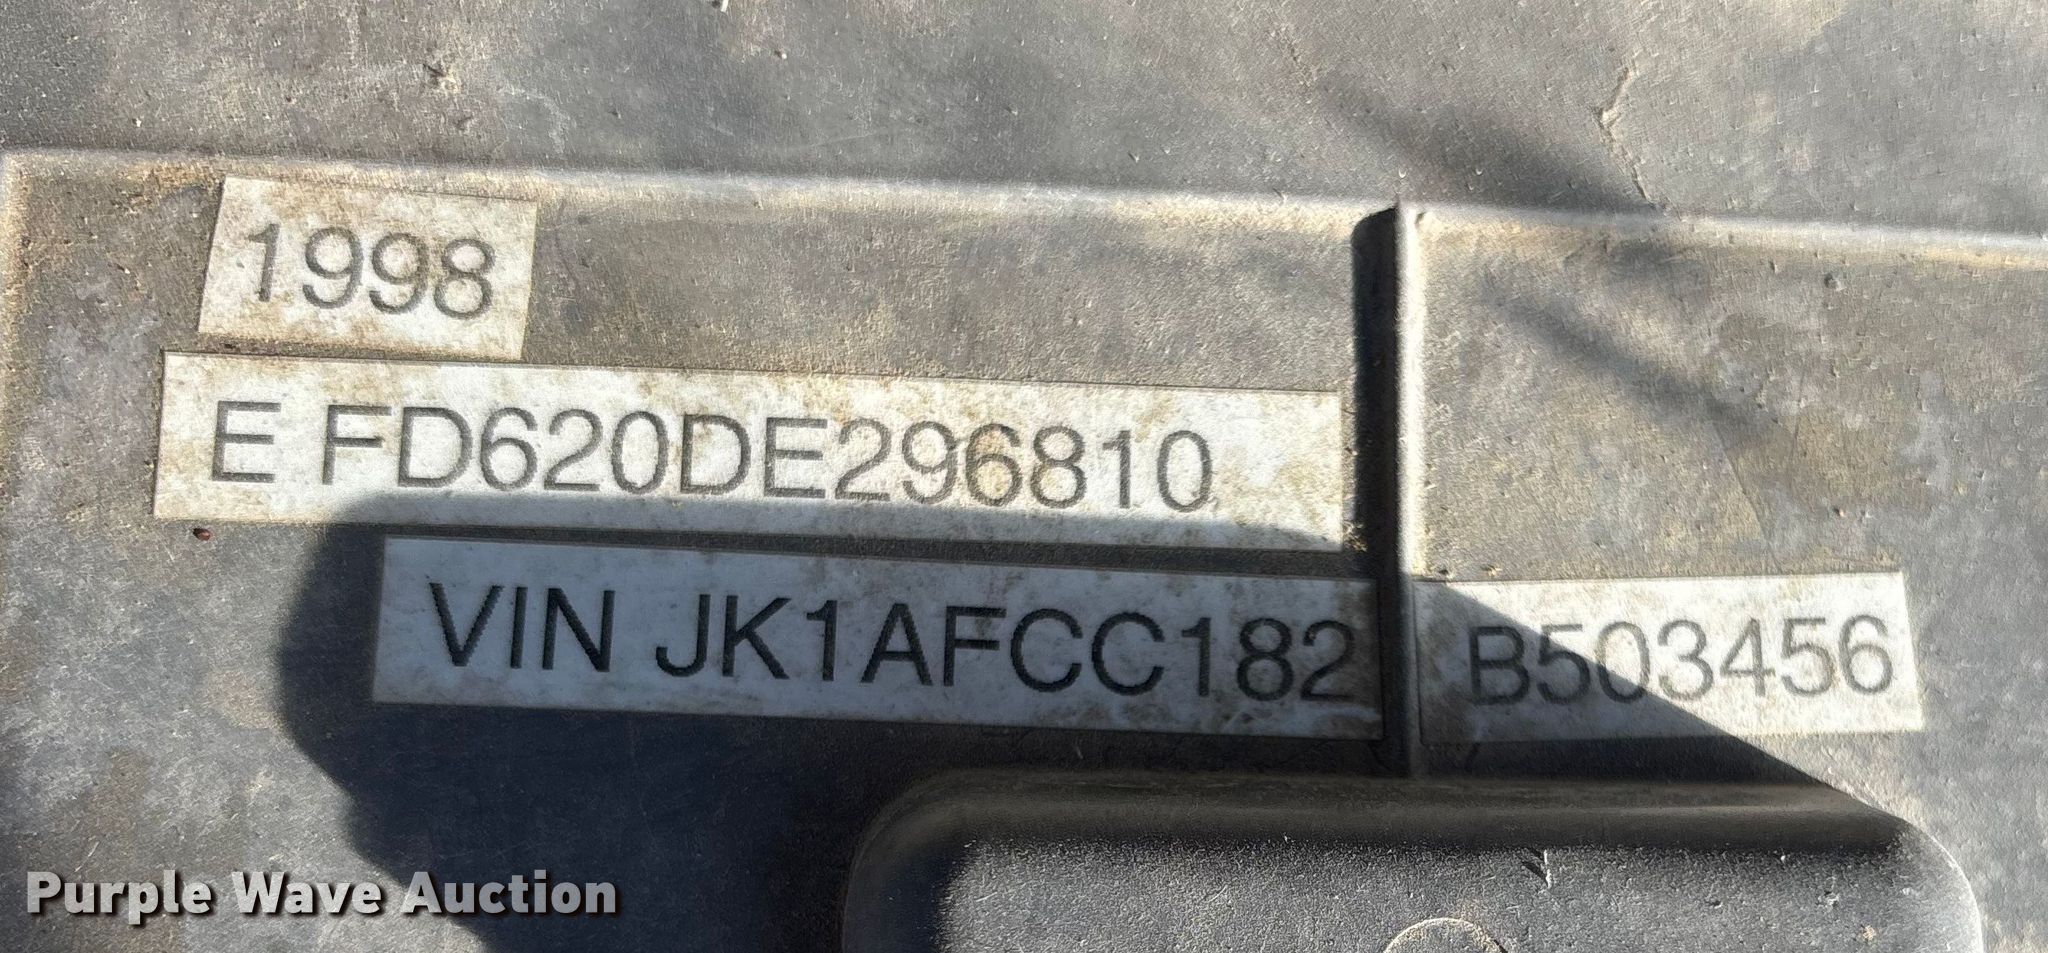 1998
E FD620DE296810
VIN JK1AFCC182 B503456
Purple Wave Auction